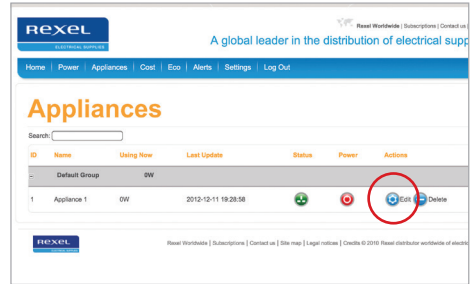 REXEL
ELECTRICAL SUPPLIES
Rexel Worldwide | Subscriptions | Contact us |
A global leader in the distribution of electrical supp
Home | Power | Appliances | Cost | Eco | Alerts | Settings | Log Out
Appliances
Search:
ID Name Using Now Last Update Status Power Actions
- Default Group 0W
1 Appliance 1 0W 2012-12-11 19:28:58 Edit Delete
REXEL
Rexel Worldwide | Subscriptions | Contact us | Site map | Legal notices | Credits © 2010 Rexel distributor worldwide of electric